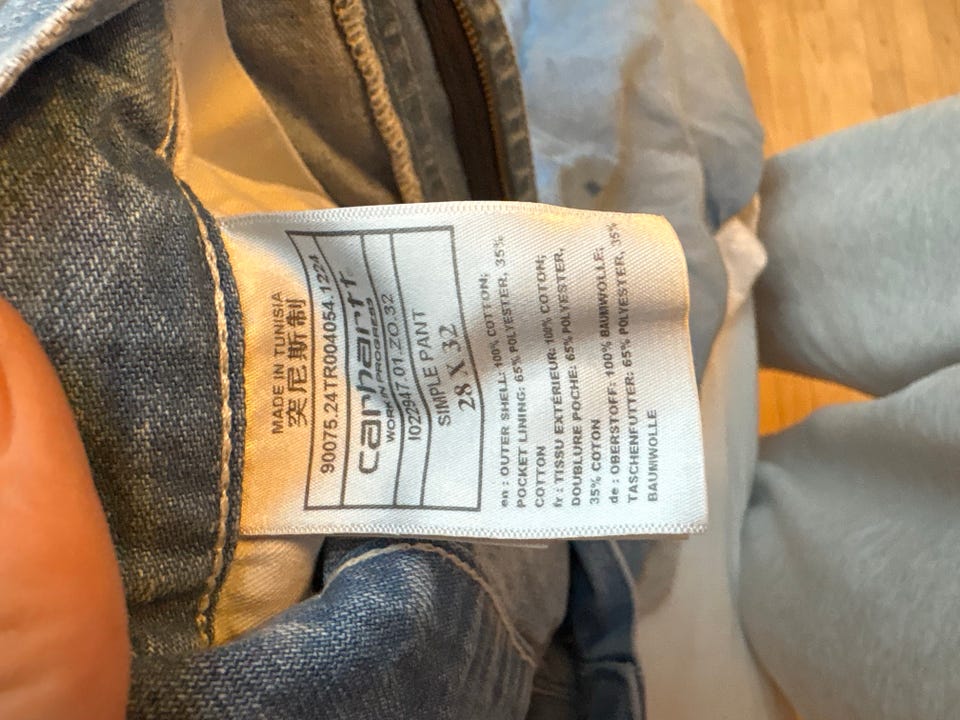 MADE IN TUNISIA
突尼斯制
90075.24TR004054.1224
carhartt
WORK IN PROGRESS
I02947.01.ZO.32
SIMPLE PANT
28 X 32
en : OUTER SHELL: 100% COTTON;
POCKET LINING: 65% POLYESTER, 35%
COTTON
fr : TISSU EXTÉRIEUR: 100% COTON;
DOUBLURE POCHE: 65% POLYESTER,
35% COTON
de : OBERSTOFF: 100% BAUMWOLLE;
TASCHENFUTTER: 65% POLYESTER, 35%
BAUMWOLLE